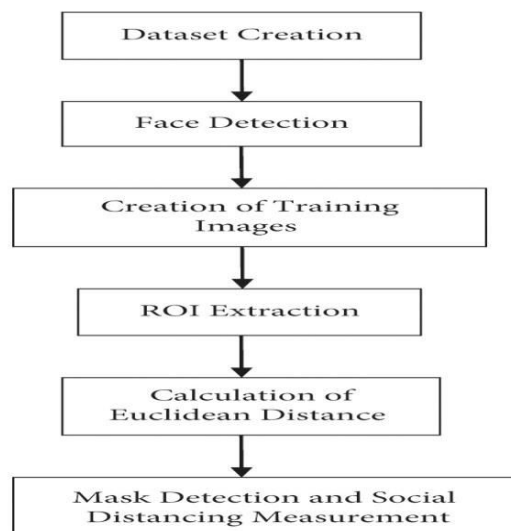 Dataset Creation
Face Detection
Creation of Training
Images
ROI Extraction
Calculation of
Euclidean Distance
Mask Detection and Social
Distancing Measurement